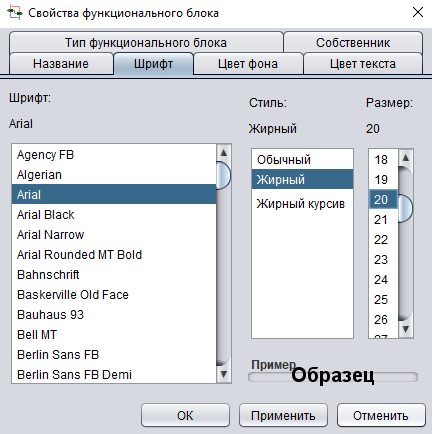 Свойства функционального блока
Тип функционального блока
Собственник
Название
Шрифт
Цвет фона
Цвет текста
Шрифт:
Arial
Agency FB
Algerian
Arial
Arial Black
Arial Narrow
Arial Rounded MT Bold
Bahnschrift
Baskerville Old Face
Bauhaus 93
Bell MT
Berlin Sans FB
Berlin Sans FB Demi
Стиль:
Жирный
Обычный
Жирный
Жирный курсив
Размер:
20
18
19
20
21
22
23
24
25
26
27
Пример
Образец
ОК
Применить
Отменить